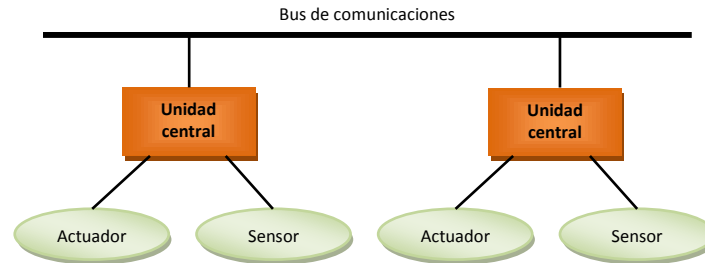 Bus de comunicaciones
Unidad
central
Unidad
central
Actuador
Sensor
Actuador
Sensor